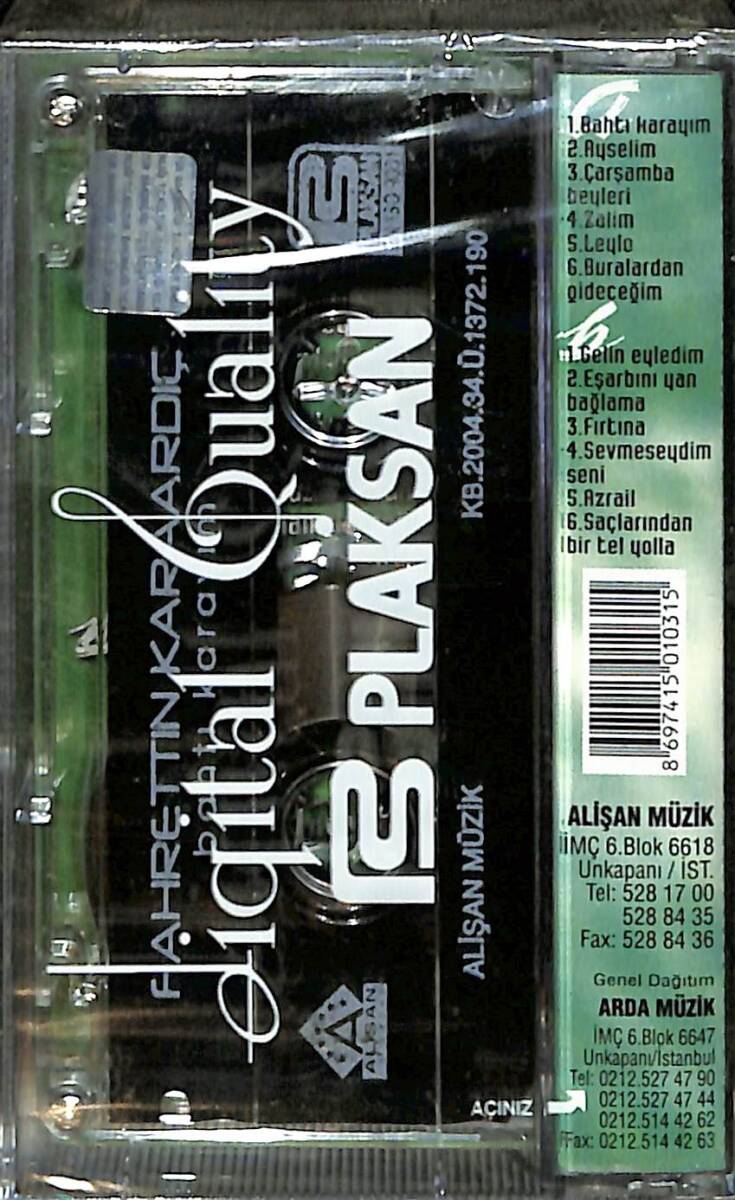 a
1.Bahtı karayım
2.Ayselim
3.Çarşamba
beyleri
4.Zalim
5.Leylo
6.Buralardan
gideceğim
b
1.Gelin eyledim
2.Eşarbını yan
bağlama
3.Fırtına
4.Sevmeseydim
seni
5.Azrail
6.Saçlarından
bir tel yolla
8 697415 010315
ALİŞAN MÜZİK
İMÇ 6.Blok 6618
Unkapanı / İST.
Tel: 528 17 00
528 84 35
Fax: 528 84 36
Genel Dağıtım
ARDA MÜZİK
İMÇ 6.Blok 6647
Unkapanı/İstanbul
Tel: 0212.527 47 90
0212.527 47 44
0212.514 42 62
Fax: 0212.514 42 63
AÇINIZ
FAHRETTİN KARAARDIÇ
bahtı karayım
Digital Quality
PLAKSAN
PLAKSAN
ALİŞAN
ALİŞAN MÜZİK
KB.2004.34.Ü.1372.190